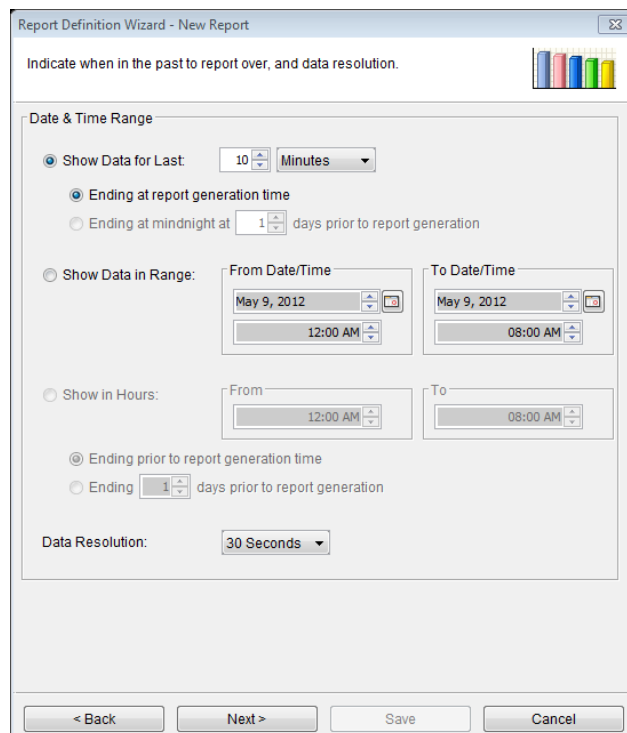 Report Definition Wizard - New Report
Indicate when in the past to report over, and data resolution.
Date & Time Range
Show Data for Last: 10 Minutes
Ending at report generation time
Ending at mindnight at 1 days prior to report generation
Show Data in Range: From Date/Time To Date/Time
May 9, 2012 May 9, 2012
12:00 AM 08:00 AM
Show in Hours: From To
12:00 AM 08:00 AM
Ending prior to report generation time
Ending 1 days prior to report generation
Data Resolution: 30 Seconds
< Back Next > Save Cancel